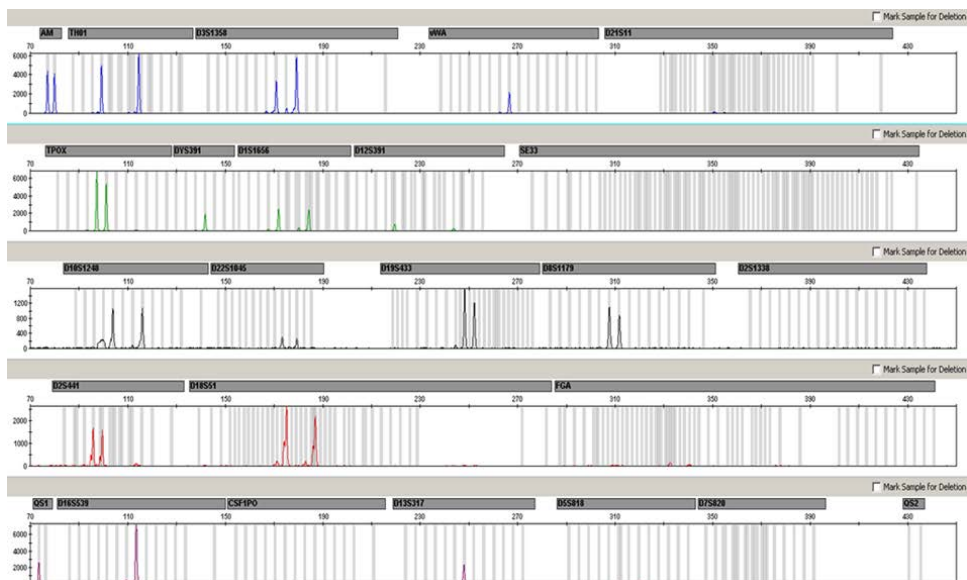 Mark Sample for Deletion
AM TH01 D3S1358 vWA D21S11
70 110 150 190 230 270 310 350 390 430
6000
4000
2000
0
Mark Sample for Deletion
TPOX DYS391 D1S1656 D12S391 SE33
70 110 150 190 230 270 310 350 390 430
6000
4000
2000
0
Mark Sample for Deletion
D10S1248 D22S1045 D19S433 D8S1179 D2S1338
70 110 150 190 230 270 310 350 390 430
1200
800
400
0
Mark Sample for Deletion
D2S441 D18S51 FGA
70 110 150 190 230 270 310 350 390 430
2000
1000
0
Mark Sample for Deletion
QS1 D16S539 CSF1PO D13S317 D5S818 D7S820 QS2
70 110 150 190 230 270 310 350 390 430
6000
4000
2000